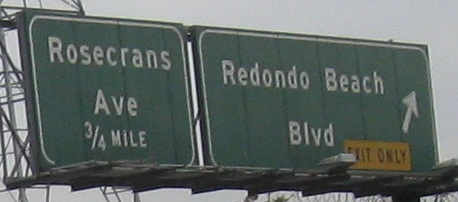 Rosecrans
Ave
3/4 MILE
Redondo Beach
Blvd
EXIT ONLY